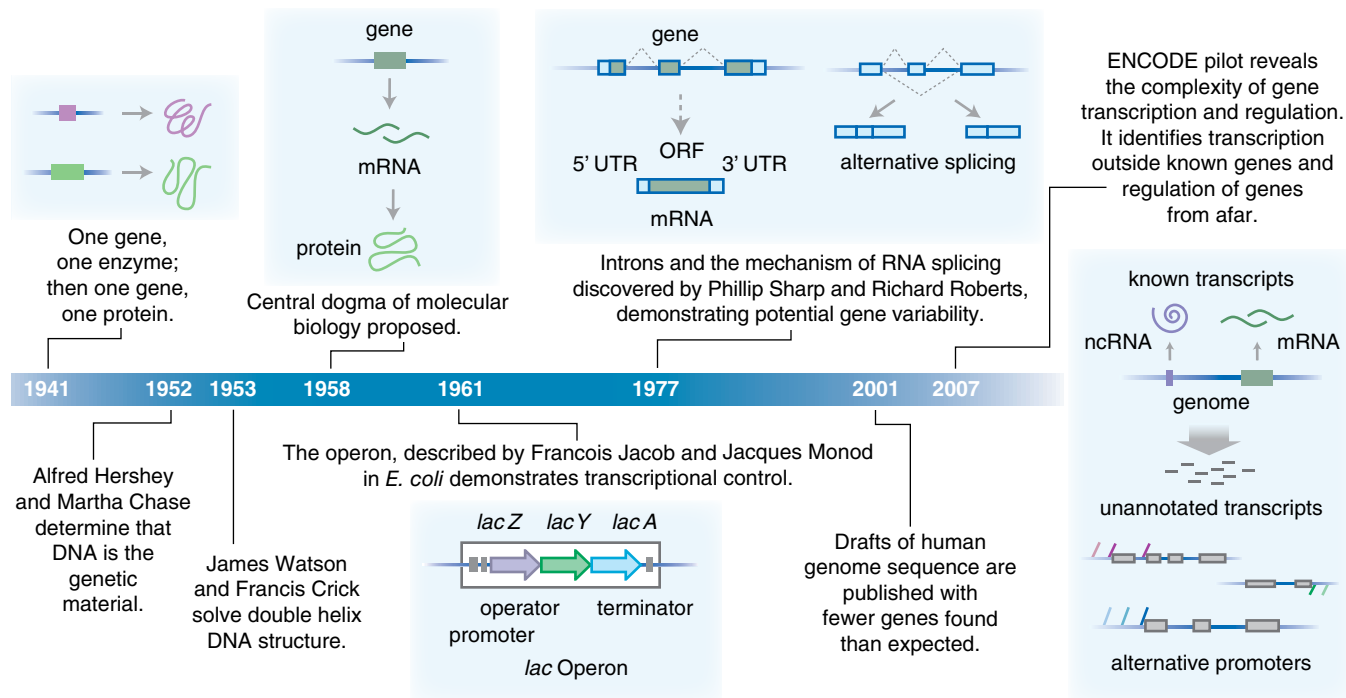 One gene,
one enzyme;
then one gene,
one protein.
gene
mRNA
protein
Central dogma of molecular
biology proposed.
gene
5’ UTR
ORF
3’ UTR
mRNA
alternative splicing
Introns and the mechanism of RNA splicing
discovered by Phillip Sharp and Richard Roberts,
demonstrating potential gene variability.
ENCODE pilot reveals
the complexity of gene
transcription and regulation.
It identifies transcription
outside known genes and
regulation of genes
from afar.
1941
1952
1953
1958
1961
1977
2001
2007
Alfred Hershey
and Martha Chase
determine that
DNA is the
genetic
material.
James Watson
and Francis Crick
solve double helix
DNA structure.
The operon, described by Francois Jacob and Jacques Monod
in E. coli demonstrates transcriptional control.
lac Z
lac Y
lac A
operator
terminator
promoter
lac Operon
Drafts of human
genome sequence are
published with
fewer genes found
than expected.
known transcripts
ncRNA
mRNA
genome
unannotated transcripts
alternative promoters